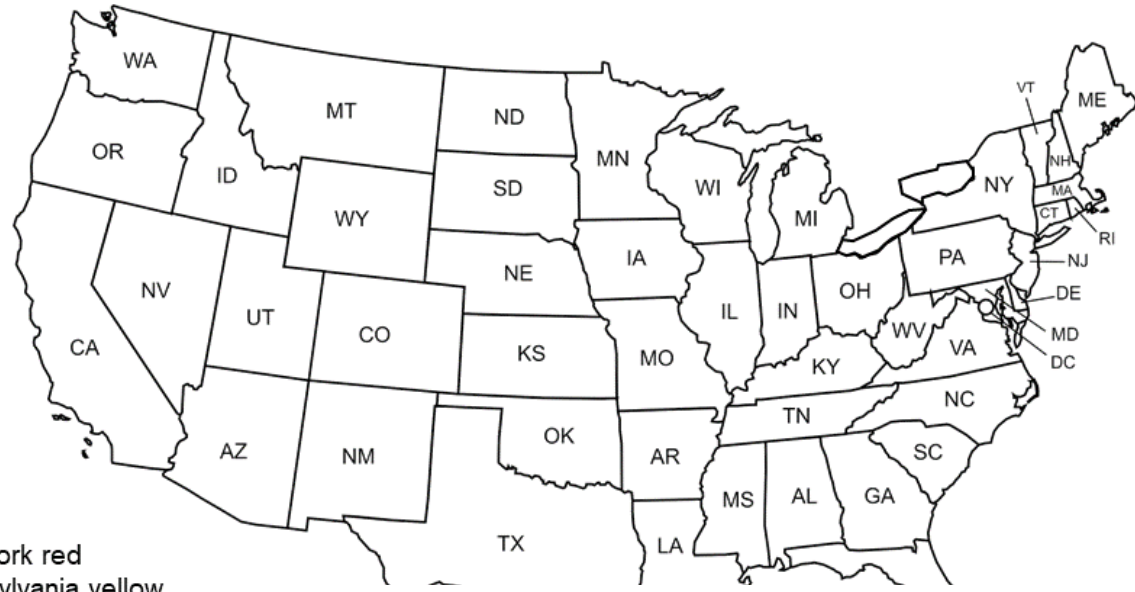 WA
VT
ME
MT
ND
MN
OR
NH
ID
SD
WI
NY
MA
WY
MI
CT
RI
IA
PA
NJ
NE
NV
OH
DE
UT
IL
IN
CO
WV
MD
CA
KS
MO
VA
DC
KY
NC
TN
OK
AZ
NM
AR
SC
MS
AL
GA
TX
LA
ork red
ylvania yellow